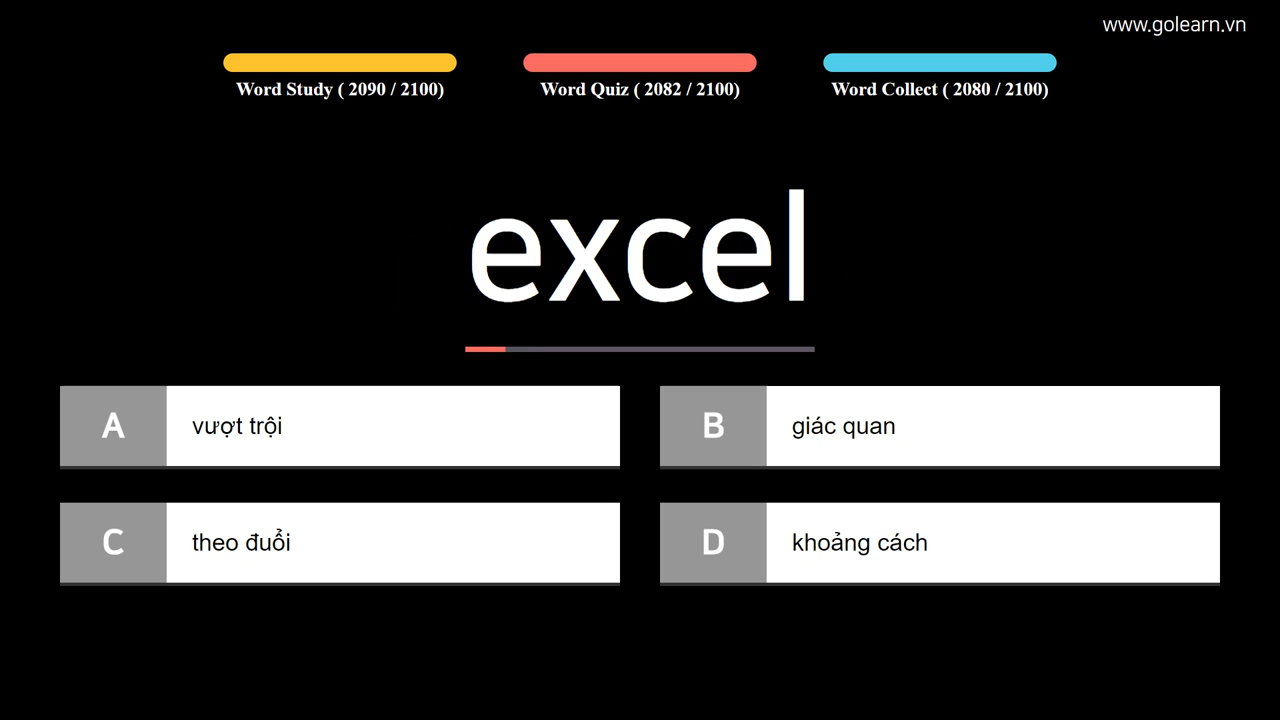 www.golearn.vn
Word Study ( 2090 / 2100)
Word Quiz ( 2082 / 2100)
Word Collect ( 2080 / 2100)
excel
A
vượt trội
B
giác quan
C
theo đuổi
D
khoảng cách